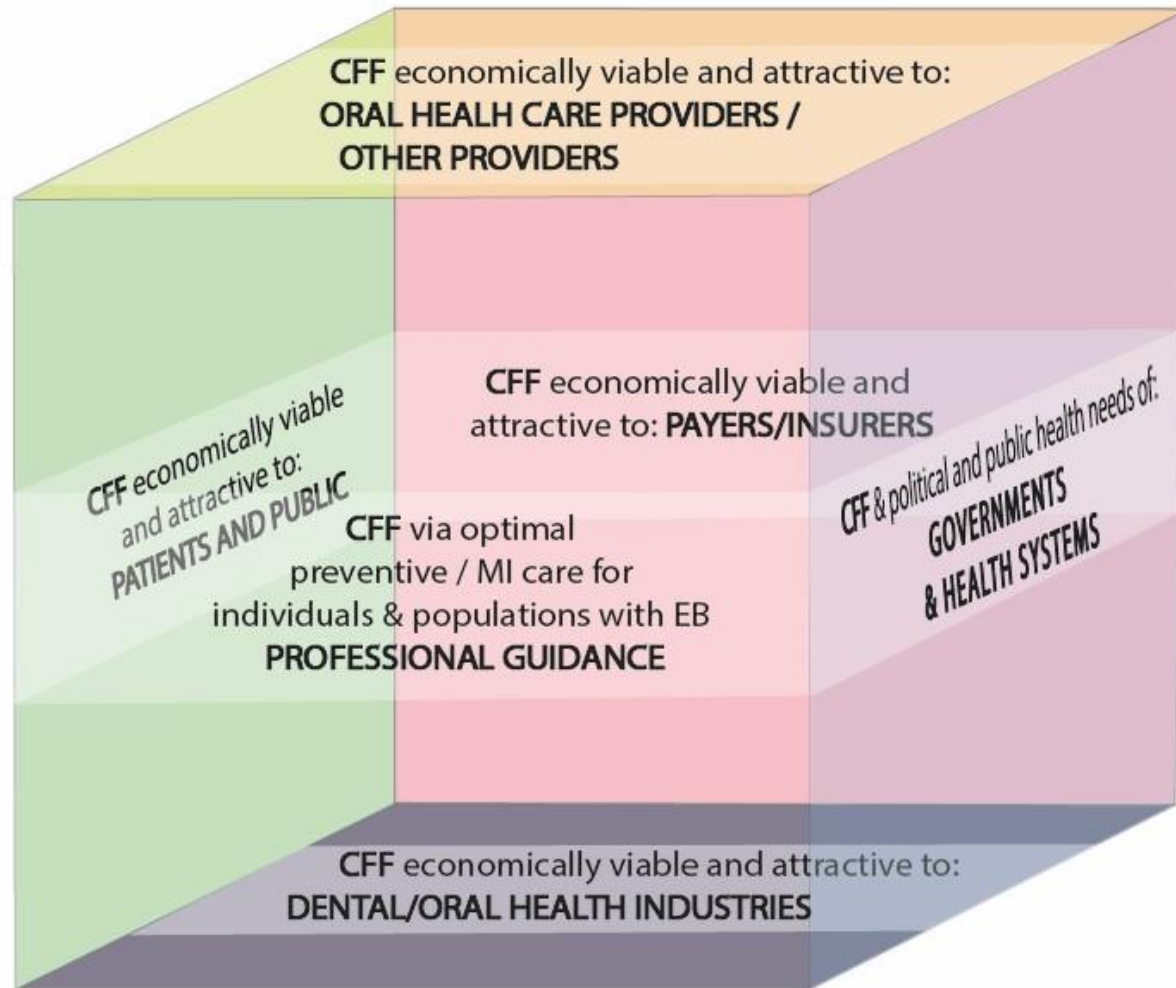 CFF economically viable and attractive to:
ORAL HEALH CARE PROVIDERS /
OTHER PROVIDERS
CFF economically viable and
attractive to: PAYERS/INSURERS
CFF economically viable
and attractive to:
PATIENTS AND PUBLIC
CFF & political and public health needs of:
GOVERNMENTS
& HEALTH SYSTEMS
CFF via optimal
preventive / MI care for
individuals & populations with EB
PROFESSIONAL GUIDANCE
CFF economically viable and attractive to:
DENTAL/ORAL HEALTH INDUSTRIES